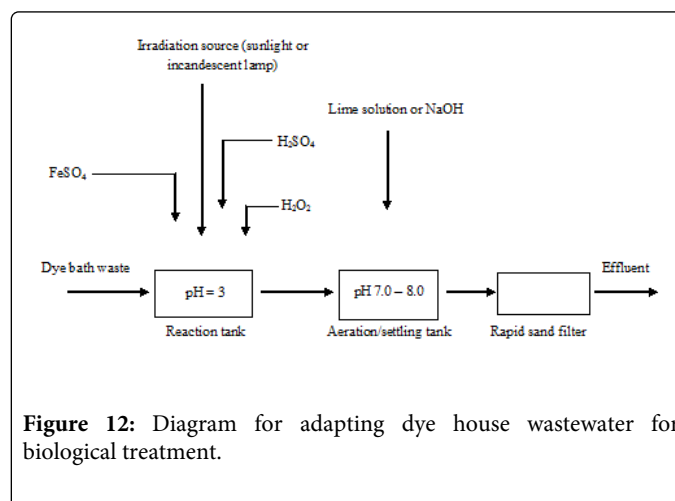 Irradiation source (sunlight or
incandescent lamp)
Lime solution or NaOH
H₂SO₄
FeSO₄
H₂O₂
Dye bath waste
Effluent
pH = 3
pH 7.0 – 8.0
Reaction tank
Aeration/settling tank
Rapid sand filter
Figure 12: Diagram for adapting dye house wastewater for
biological treatment.